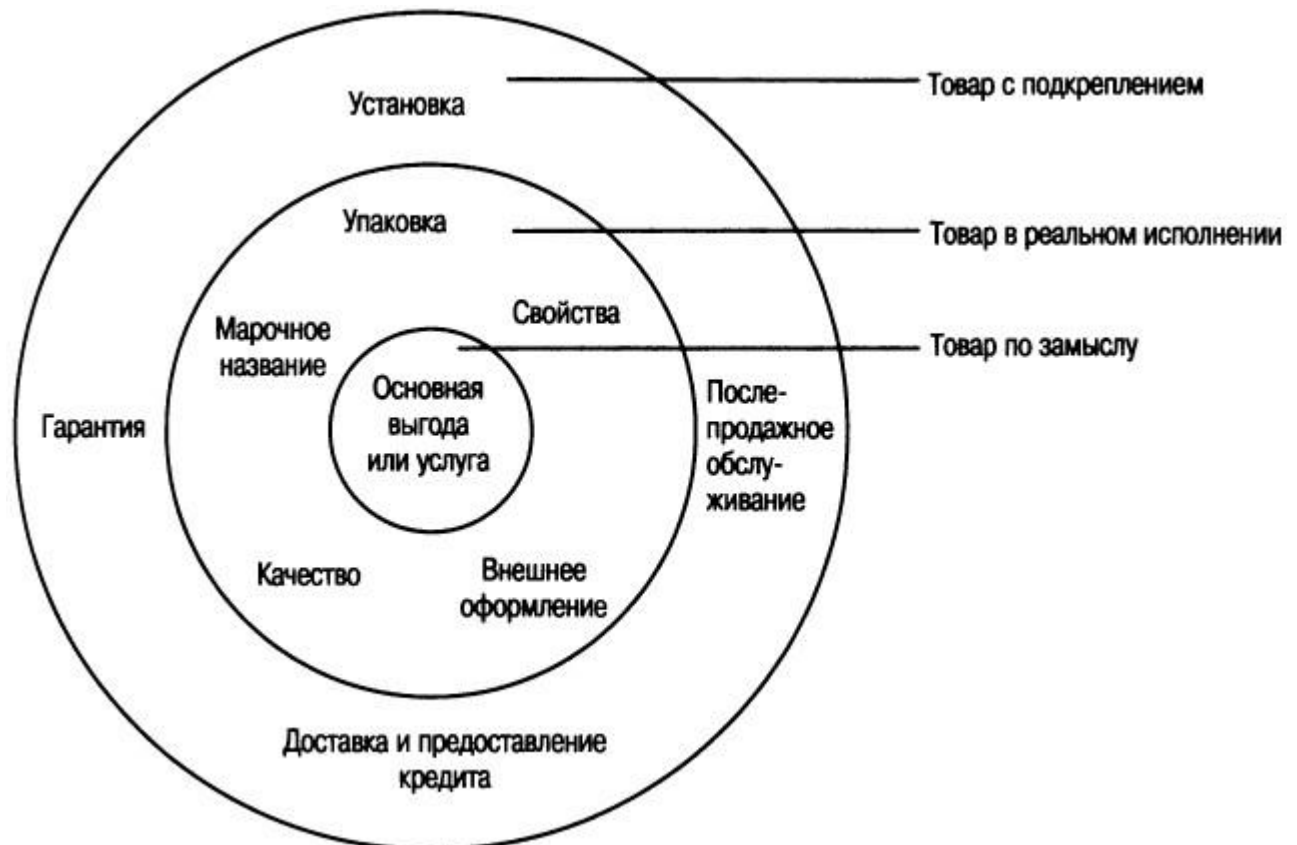 Установка
Товар с подкреплением
Упаковка
Товар в реальном исполнении
Свойства
Марочное
название
Товар по замыслу
Основная
выгода
или услуга
Гарантия
После-
продажное
обслу-
живание
Качество
Внешнее
оформление
Доставка и предоставление
кредита